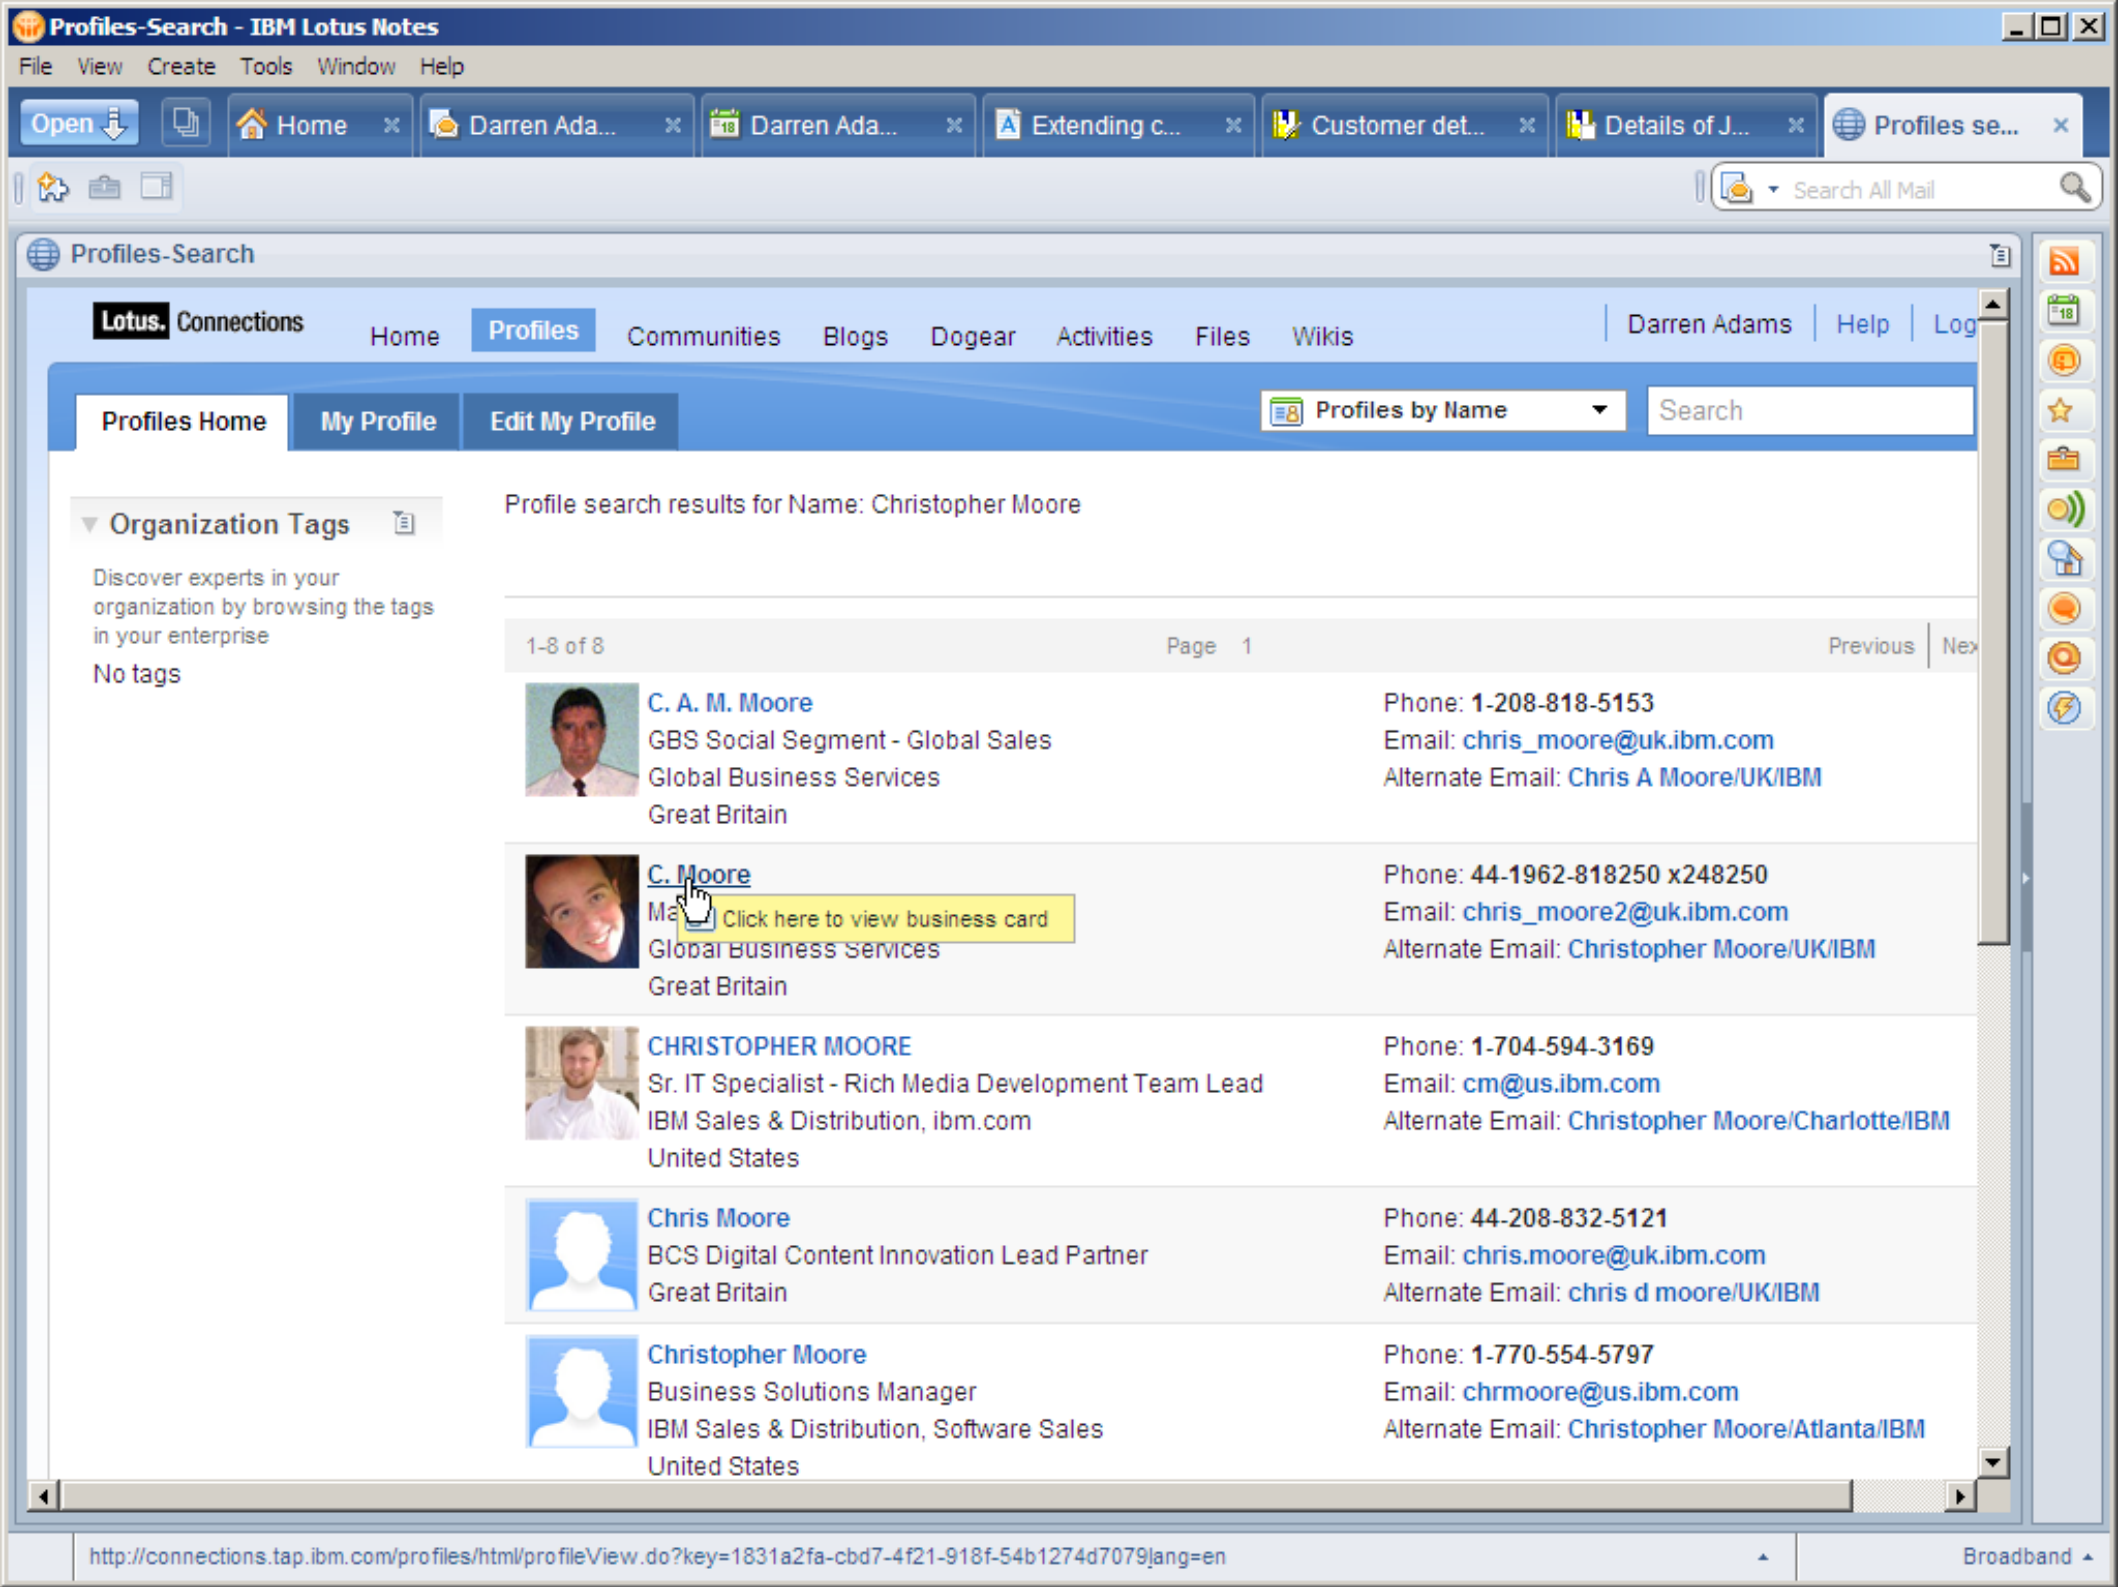 Profiles-Search - IBM Lotus Notes
File View Create Tools Window Help
Open Home Darren Ada... Darren Ada... Extending c... Customer det... Details of J... Profiles se...
Search All Mail
Profiles-Search
Lotus. Connections Home Profiles Communities Blogs Dogear Activities Files Wikis Darren Adams Help Log
Profiles Home My Profile Edit My Profile Profiles by Name Search
Organization Tags
Discover experts in your
organization by browsing the tags
in your enterprise
No tags
Profile search results for Name: Christopher Moore
1-8 of 8 Page 1 Previous Nex
C. A. M. Moore
GBS Social Segment - Global Sales
Global Business Services
Great Britain
Phone: 1-208-818-5153
Email: chris_moore@uk.ibm.com
Alternate Email: Chris A Moore/UK/IBM
C. Moore
Ma
Click here to view business card
Global Business Services
Great Britain
Phone: 44-1962-818250 x248250
Email: chris_moore2@uk.ibm.com
Alternate Email: Christopher Moore/UK/IBM
CHRISTOPHER MOORE
Sr. IT Specialist - Rich Media Development Team Lead
IBM Sales & Distribution, ibm.com
United States
Phone: 1-704-594-3169
Email: cm@us.ibm.com
Alternate Email: Christopher Moore/Charlotte/IBM
Chris Moore
BCS Digital Content Innovation Lead Partner
Great Britain
Phone: 44-208-832-5121
Email: chris.moore@uk.ibm.com
Alternate Email: chris d moore/UK/IBM
Christopher Moore
Business Solutions Manager
IBM Sales & Distribution, Software Sales
United States
Phone: 1-770-554-5797
Email: chrmoore@us.ibm.com
Alternate Email: Christopher Moore/Atlanta/IBM
http://connections.tap.ibm.com/profiles/html/profileView.do?key=1831a2fa-cbd7-4f21-918f-54b1274d7079&lang=en
Broadband